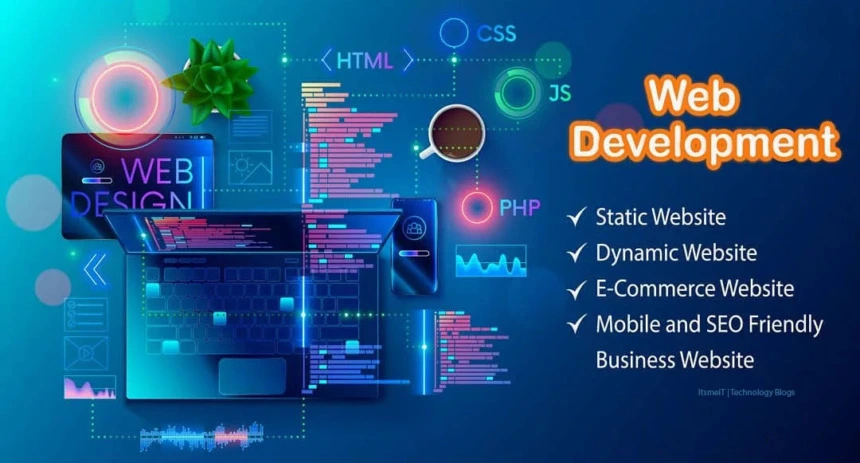 CSS
< HTML >
JS
Web
Development
WEB
DESIGN
PHP
✓ Static Website
✓ Dynamic Website
✓ E-Commerce Website
✓ Mobile and SEO Friendly
Business Website
ItsmeIT | Technology Blogs